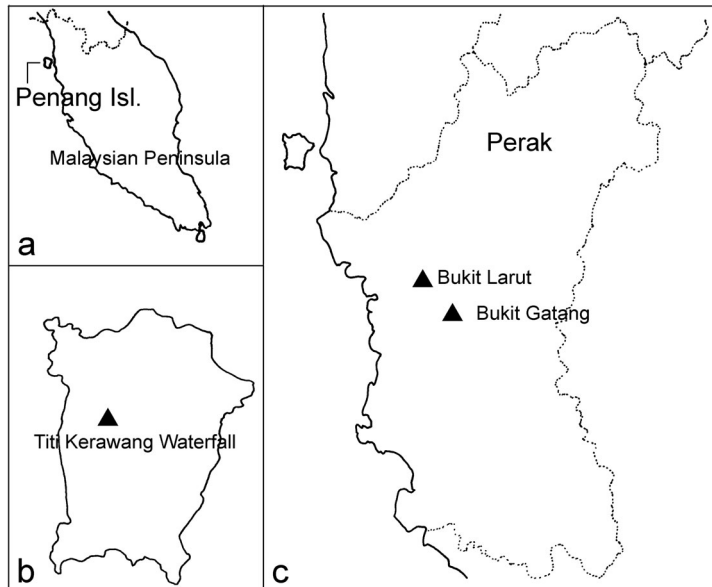 Penang Isl.
Malaysian Peninsula
a
Titi Kerawang Waterfall
b
Perak
Bukit Larut
Bukit Gatang
c